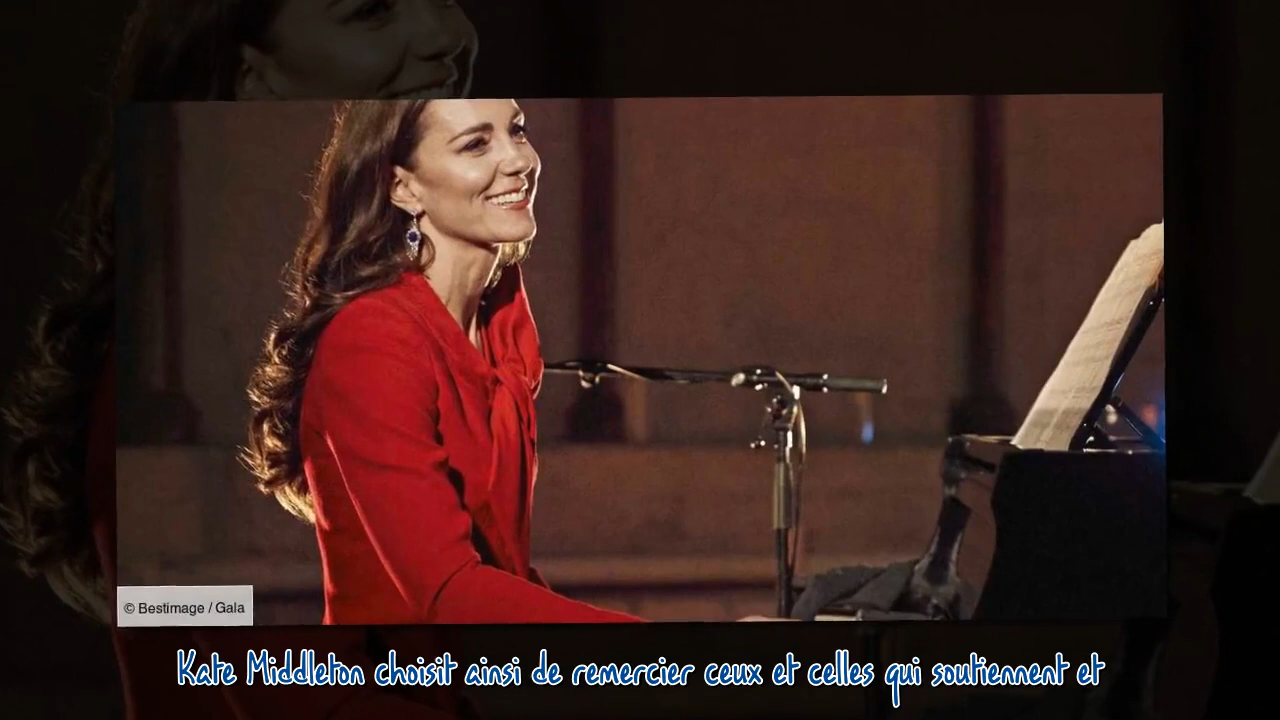 © Bestimage / Gala
Kate Middleton choisit ainsi de remercier ceux et celles qui soutiennent et